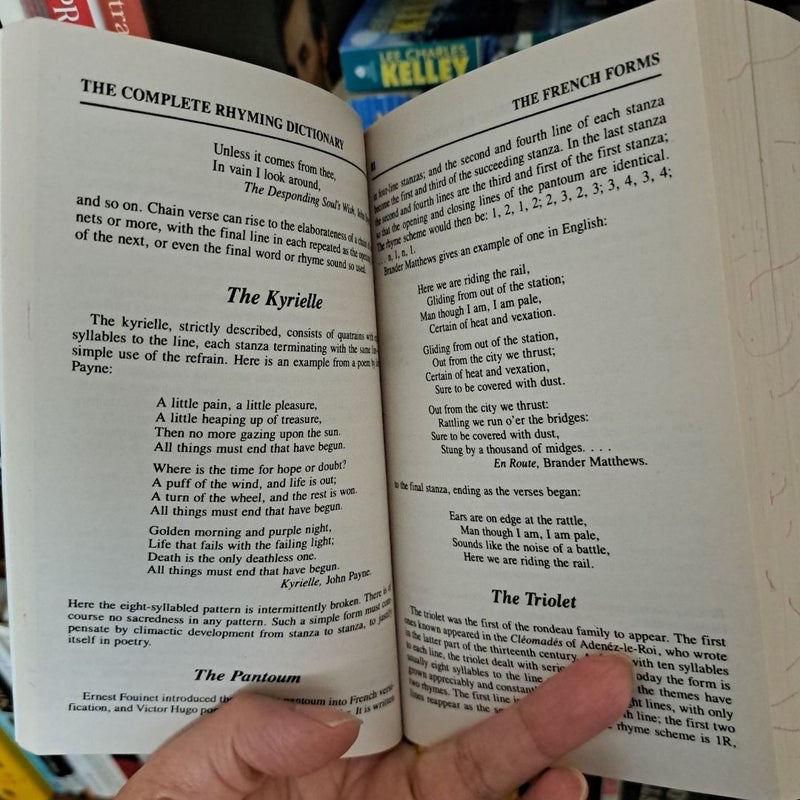 LEE CHARLES
KELLEY
THE COMPLETE RHYMING DICTIONARY
Unless it comes from thee,
In vain I look around,
The Desponding Soul's Wish,
and so on. Chain verse can rise to the elaborateness of a chain
nets or more, with the final line in each repeated as the opening
of the next, or even the final word or rhyme sound so used.
The Kyrielle
The kyrielle, strictly described, consists of quatrains with
syllables to the line, each stanza terminating with the same
simple use of the refrain. Here is an example from a poem by
Payne:
A little pain, a little pleasure,
A little heaping up of treasure,
Then no more gazing upon the sun.
All things must end that have begun.
Where is the time for hope or doubt?
A puff of the wind, and life is out;
A turn of the wheel, and the rest is won.
All things must end that have begun.
Golden morning and purple night,
Life that fails with the failing light;
Death is the only deathless one.
All things must end that have begun.
Kyrielle, John Payne.
Here the eight-syllabled pattern is intermittently broken. There is
course no sacredness in any pattern. Such a simple form must
pensate by climactic development from stanza to stanza, to justify
itself in poetry.
The Pantoum
Ernest Fouinet introduced the pantoum into French versi-
fication, and Victor Hugo It is written
THE FRENCH FORMS
four-line stanzas; and the second and fourth line of each stanza
become the first and third of the succeeding stanza. In the last stanza
the second and fourth lines are the third and first of the first stanza;
so that the opening and closing lines of the pantoum are identical.
The rhyme scheme would then be: 1, 2, 1, 2; 2, 3, 2, 3; 3, 4, 3, 4;
. . . n, 1, n, 1.
Brander Matthews gives an example of one in English:
Here we are riding the rail,
Gliding from out of the station;
Man though I am, I am pale,
Certain of heat and vexation.
Gliding from out of the station,
Out from the city we thrust;
Certain of heat and vexation,
Sure to be covered with dust.
Out from the city we thrust:
Rattling we run o'er the bridges:
Sure to be covered with dust,
Stung by a thousand of midges. . . .
En Route, Brander Matthews.
to the final stanza, ending as the verses began:
Ears are on edge at the rattle,
Man though I am, I am pale,
Sounds like the noise of a battle,
Here we are riding the rail.
The Triolet
The triolet was the first of the rondeau family to appear. The first
ones known appeared in the Cléomadés of Adenéz-le-Roi, who wrote
in the latter part of the thirteenth century. with ten syllables
to each line, the triolet dealt with oday the form is
usually eight syllables to the line the themes have
grown appreciably and ht lines, with only
two rhymes. The first line th line; the first two
lines reappear as the rhyme scheme is 1R,